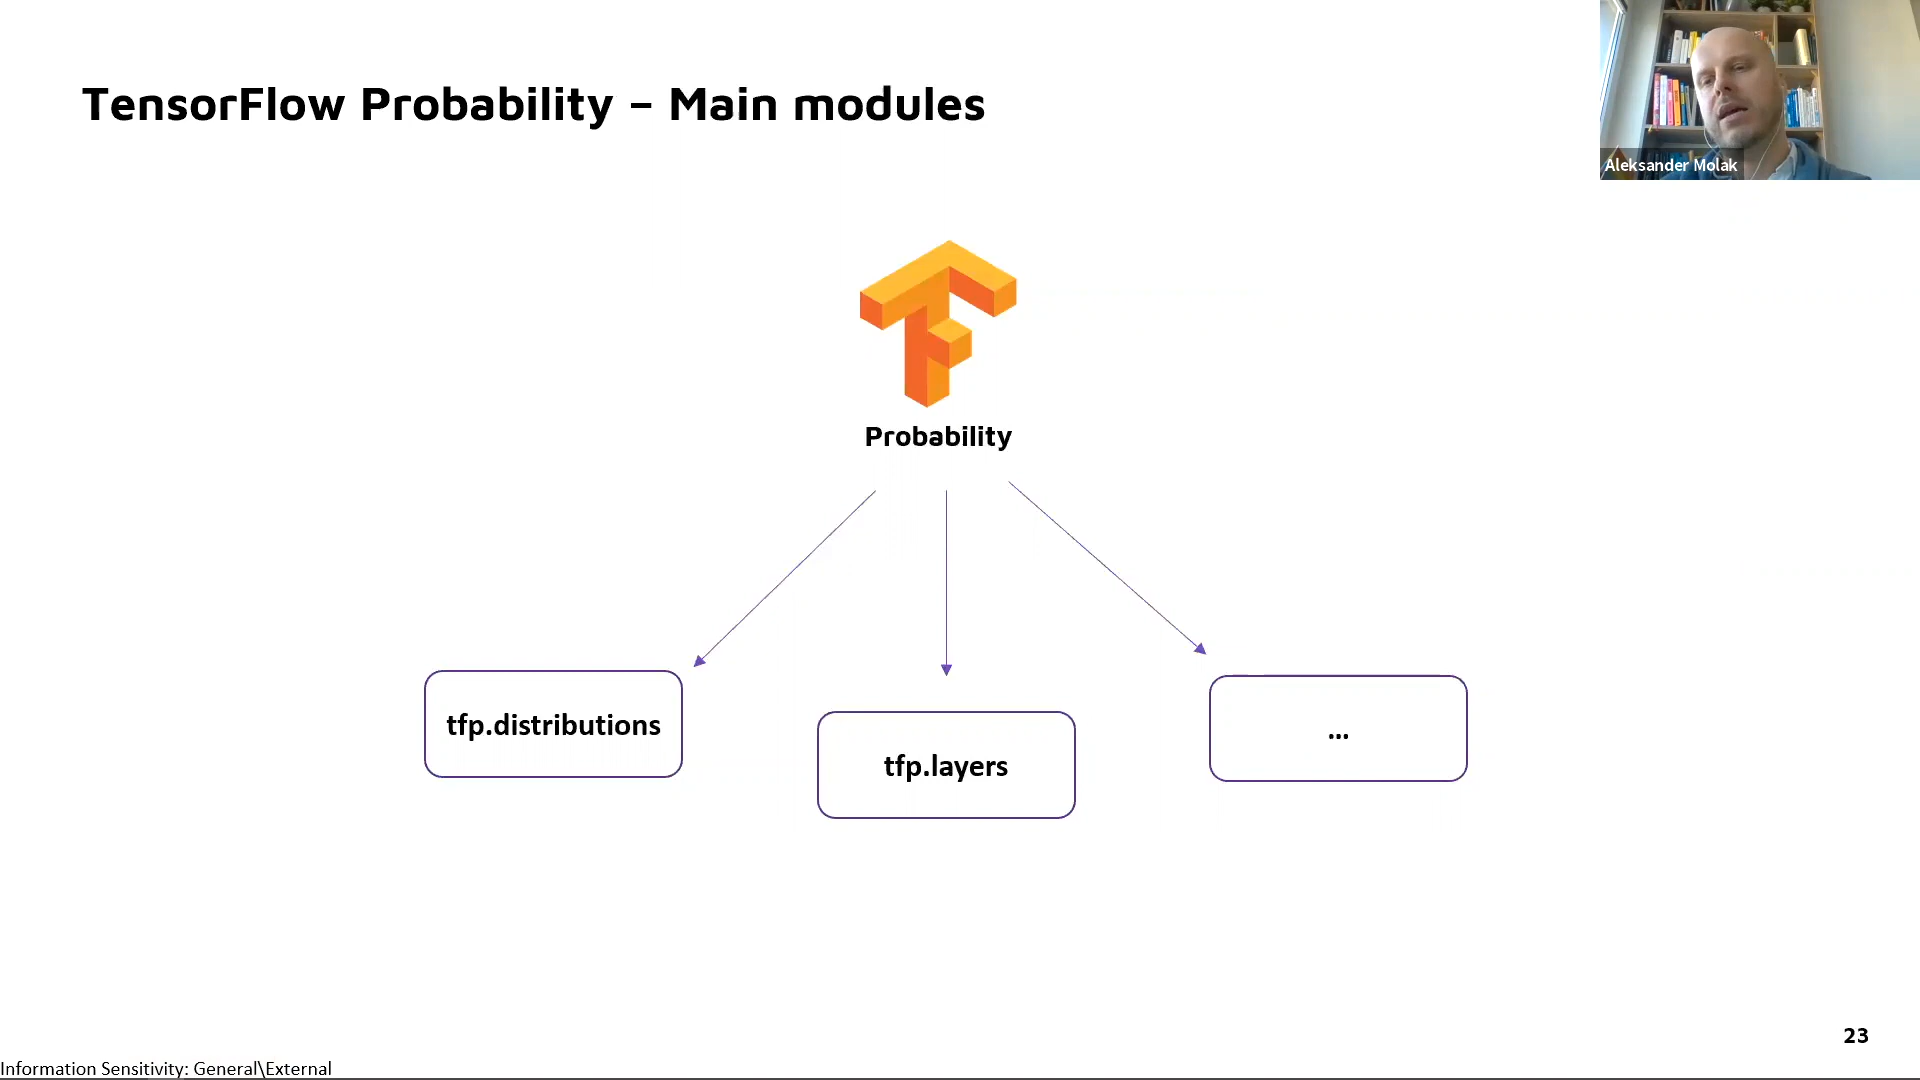 TensorFlow Probability – Main modules
Aleksander Molak
Probability
tfp.distributions
tfp.layers
...
23
Information Sensitivity: General\External